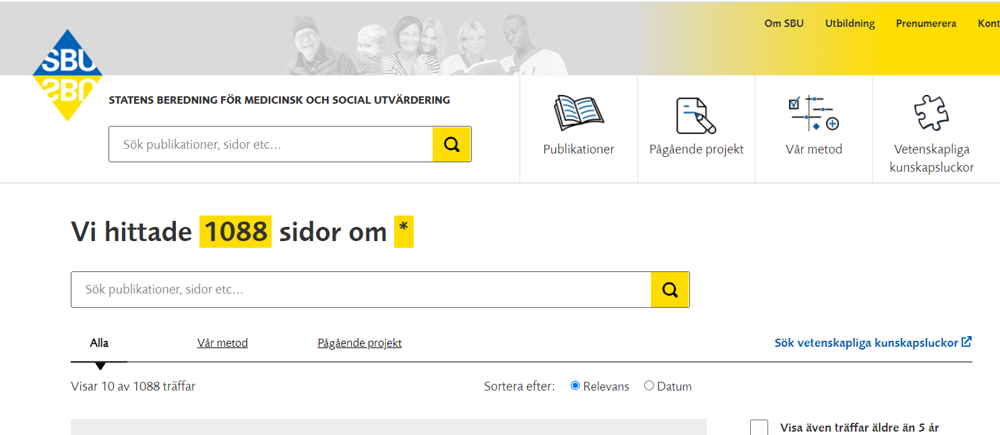 Om SBU Utbildning Prenumerera Kont
SBU
STATENS BEREDNING FÖR MEDICINSK OCH SOCIAL UTVÄRDERING
Sök publikationer, sidor etc...
Publikationer
Pågående projekt
Vår metod
Vetenskapliga
kunskapsluckor
Vi hittade 1088 sidor om *
Sök publikationer, sidor etc...
Alla Vår metod Pågående projekt Sök vetenskapliga kunskapsluckor
Visar 10 av 1088 träffar Sortera efter: Relevans Datum
Visa även träffar äldre än 5 år